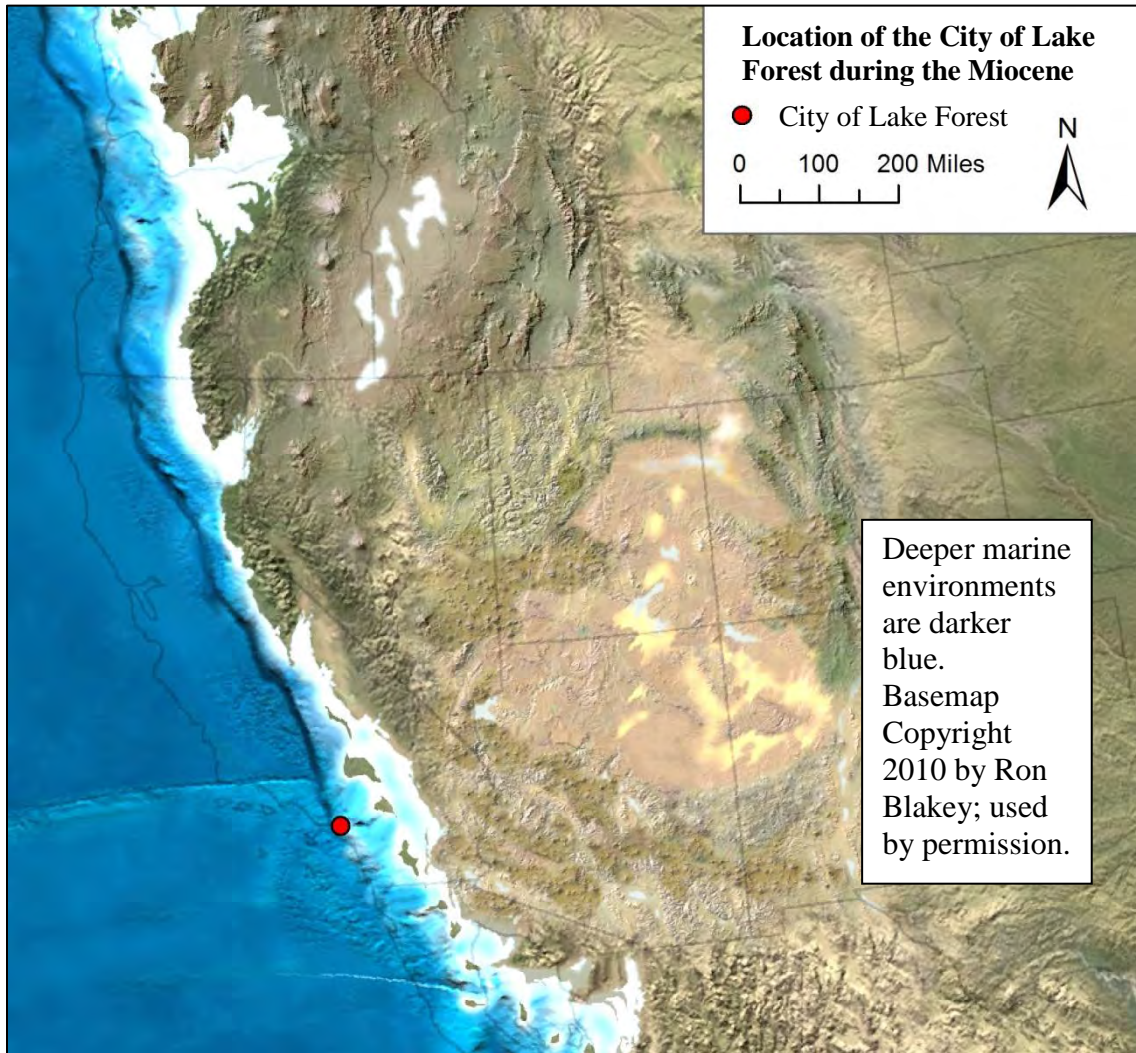 Location of the City of Lake
Forest during the Miocene
City of Lake Forest
N
0 100 200 Miles
Deeper marine
environments
are darker
blue.
Basemap
Copyright
2010 by Ron
Blakey; used
by permission.